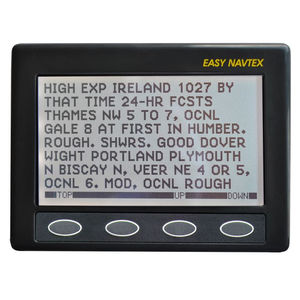 EASY NAVTEX
HIGH EXP IRELAND 1027 BY
THAT TIME 24-HR FCSTS
THAMES NW 5 TO 7, OCNL
GALE 8 AT FIRST IN HUMBER.
ROUGH. SHWRS. GOOD DOVER
WIGHT PORTLAND PLYMOUTH
N BISCAY N, VEER NE 4 OR 5,
OCNL 6. MOD, OCNL ROUGH
TOP UP DOWN